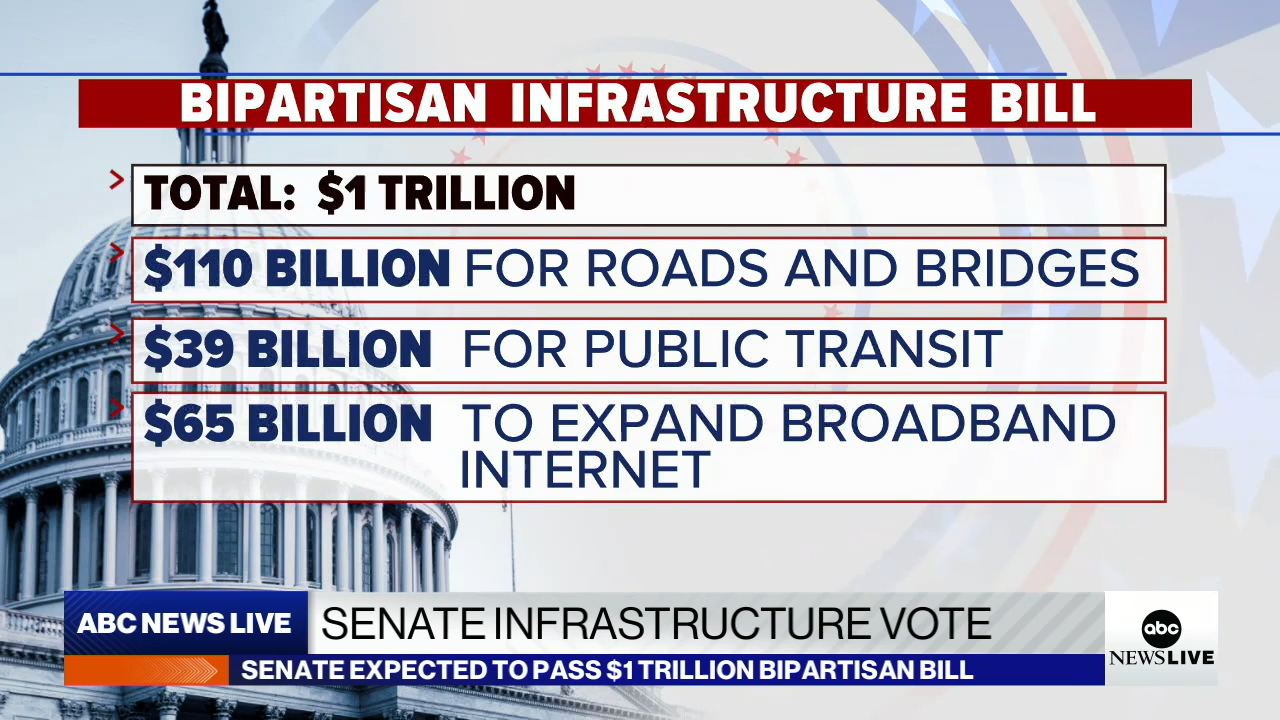 BIPARTISAN INFRASTRUCTURE BILL
> TOTAL: $1 TRILLION
> $110 BILLION FOR ROADS AND BRIDGES
> $39 BILLION FOR PUBLIC TRANSIT
> $65 BILLION TO EXPAND BROADBAND
INTERNET
ABC NEWS LIVE
SENATE INFRASTRUCTURE VOTE
SENATE EXPECTED TO PASS $1 TRILLION BIPARTISAN BILL
abc
NEWSLIVE